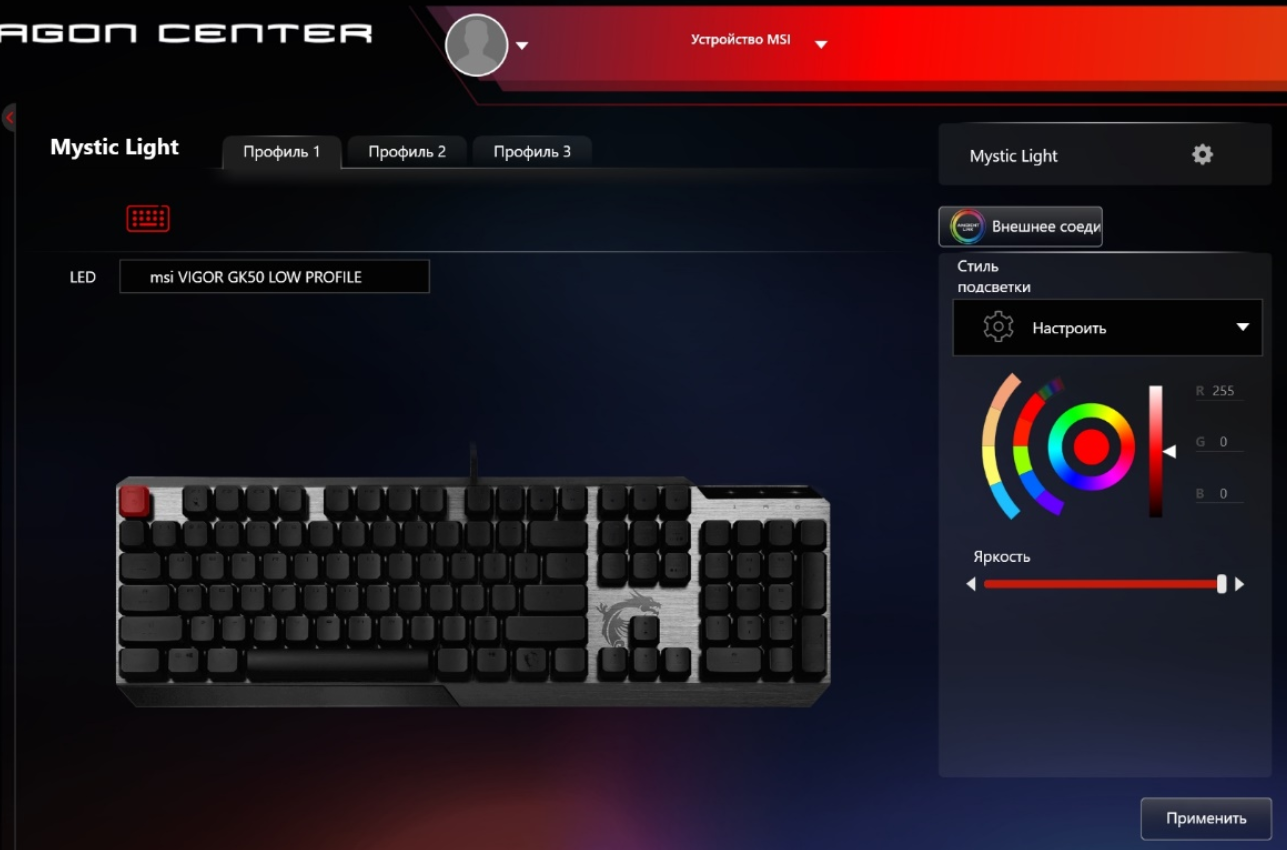 AGON CENTER
Устройство MSI
Mystic Light
Профиль 1
Профиль 2
Профиль 3
Mystic Light
Внешнее соеди
LED
msi VIGOR GK50 LOW PROFILE
Стиль
подсветки
Настроить
R 255
G 0
B 0
Яркость
Применить